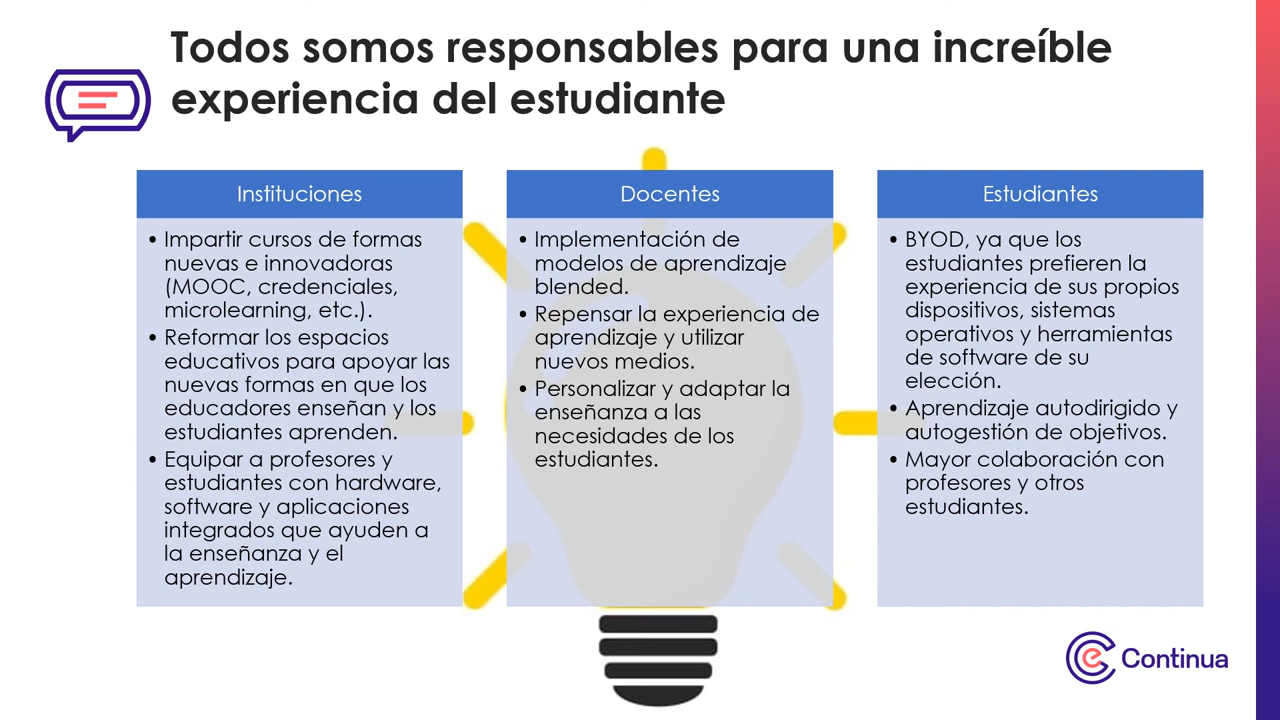 Todos somos responsables para una increíble
experiencia del estudiante
Instituciones
• Impartir cursos de formas
nuevas e innovadoras
(MOOC, credenciales,
microlearning, etc.).
• Reformar los espacios
educativos para apoyar las
nuevas formas en que los
educadores enseñan y los
estudiantes aprenden.
• Equipar a profesores y
estudiantes con hardware,
software y aplicaciones
integrados que ayuden a
la enseñanza y el
aprendizaje.
Docentes
• Implementación de
modelos de aprendizaje
blended.
• Repensar la experiencia de
aprendizaje y utilizar
nuevos medios.
• Personalizar y adaptar la
enseñanza a las
necesidades de los
estudiantes.
Estudiantes
• BYOD, ya que los
estudiantes prefieren la
experiencia de sus propios
dispositivos, sistemas
operativos y herramientas
de software de su
elección.
• Aprendizaje autodirigido y
autogestión de objetivos.
• Mayor colaboración con
profesores y otros
estudiantes.
e Continua